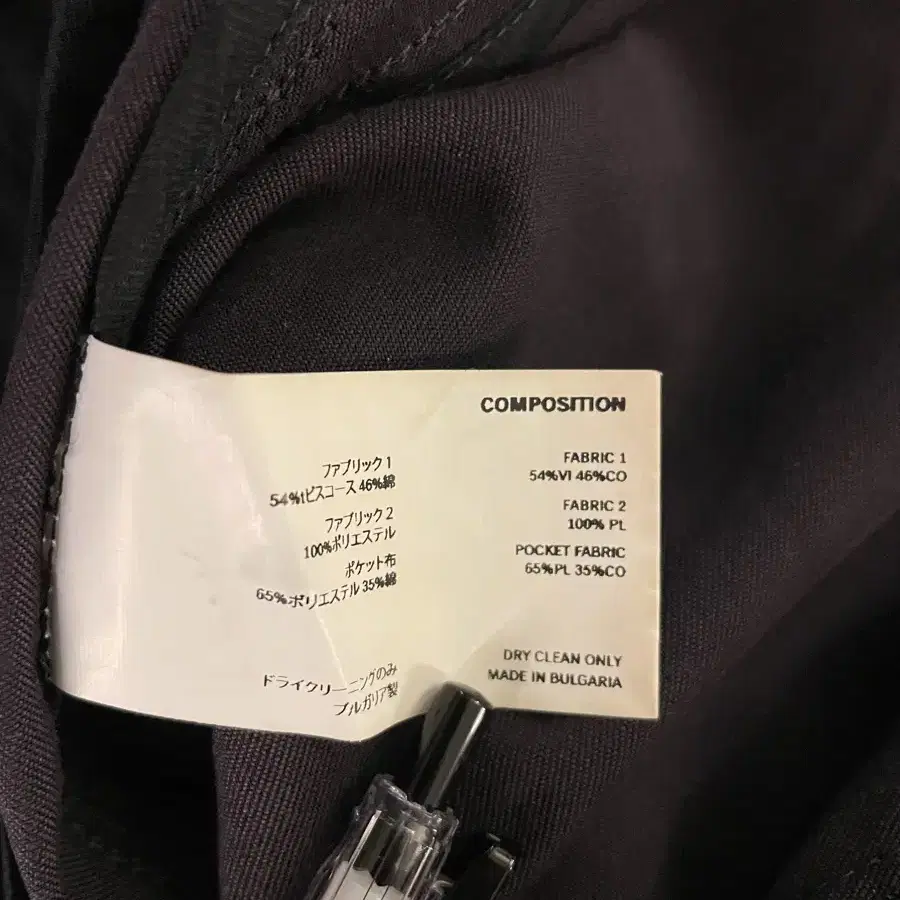 COMPOSITION
ファブリック1
54%tビスコース 46%綿
ファブリック2
100%ポリエステル
ポケット布
65%ポリエステル 35%綿
ドライクリーニングのみ
ブルガリア製
FABRIC 1
54%VI 46%CO
FABRIC 2
100% PL
POCKET FABRIC
65%PL 35%CO
DRY CLEAN ONLY
MADE IN BULGARIA